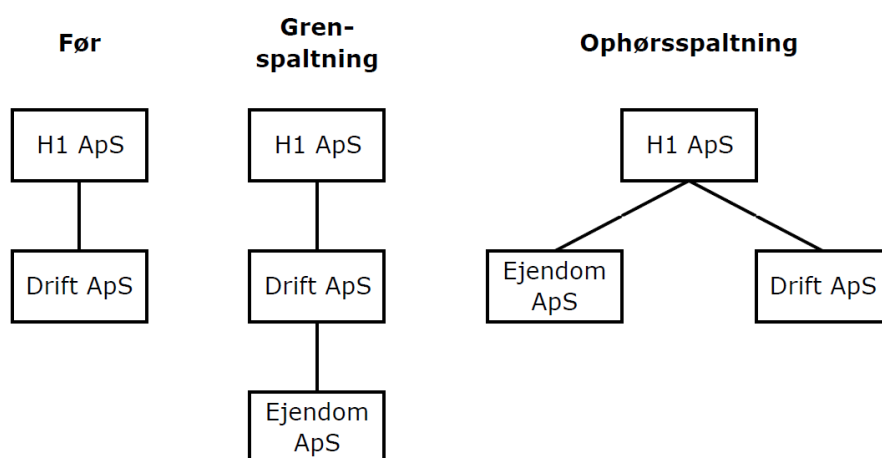 Før
Gren-
spaltning
Ophørsspaltning
H1 ApS
H1 ApS
H1 ApS
Drift ApS
Drift ApS
Ejendom
ApS
Drift ApS
Ejendom
ApS